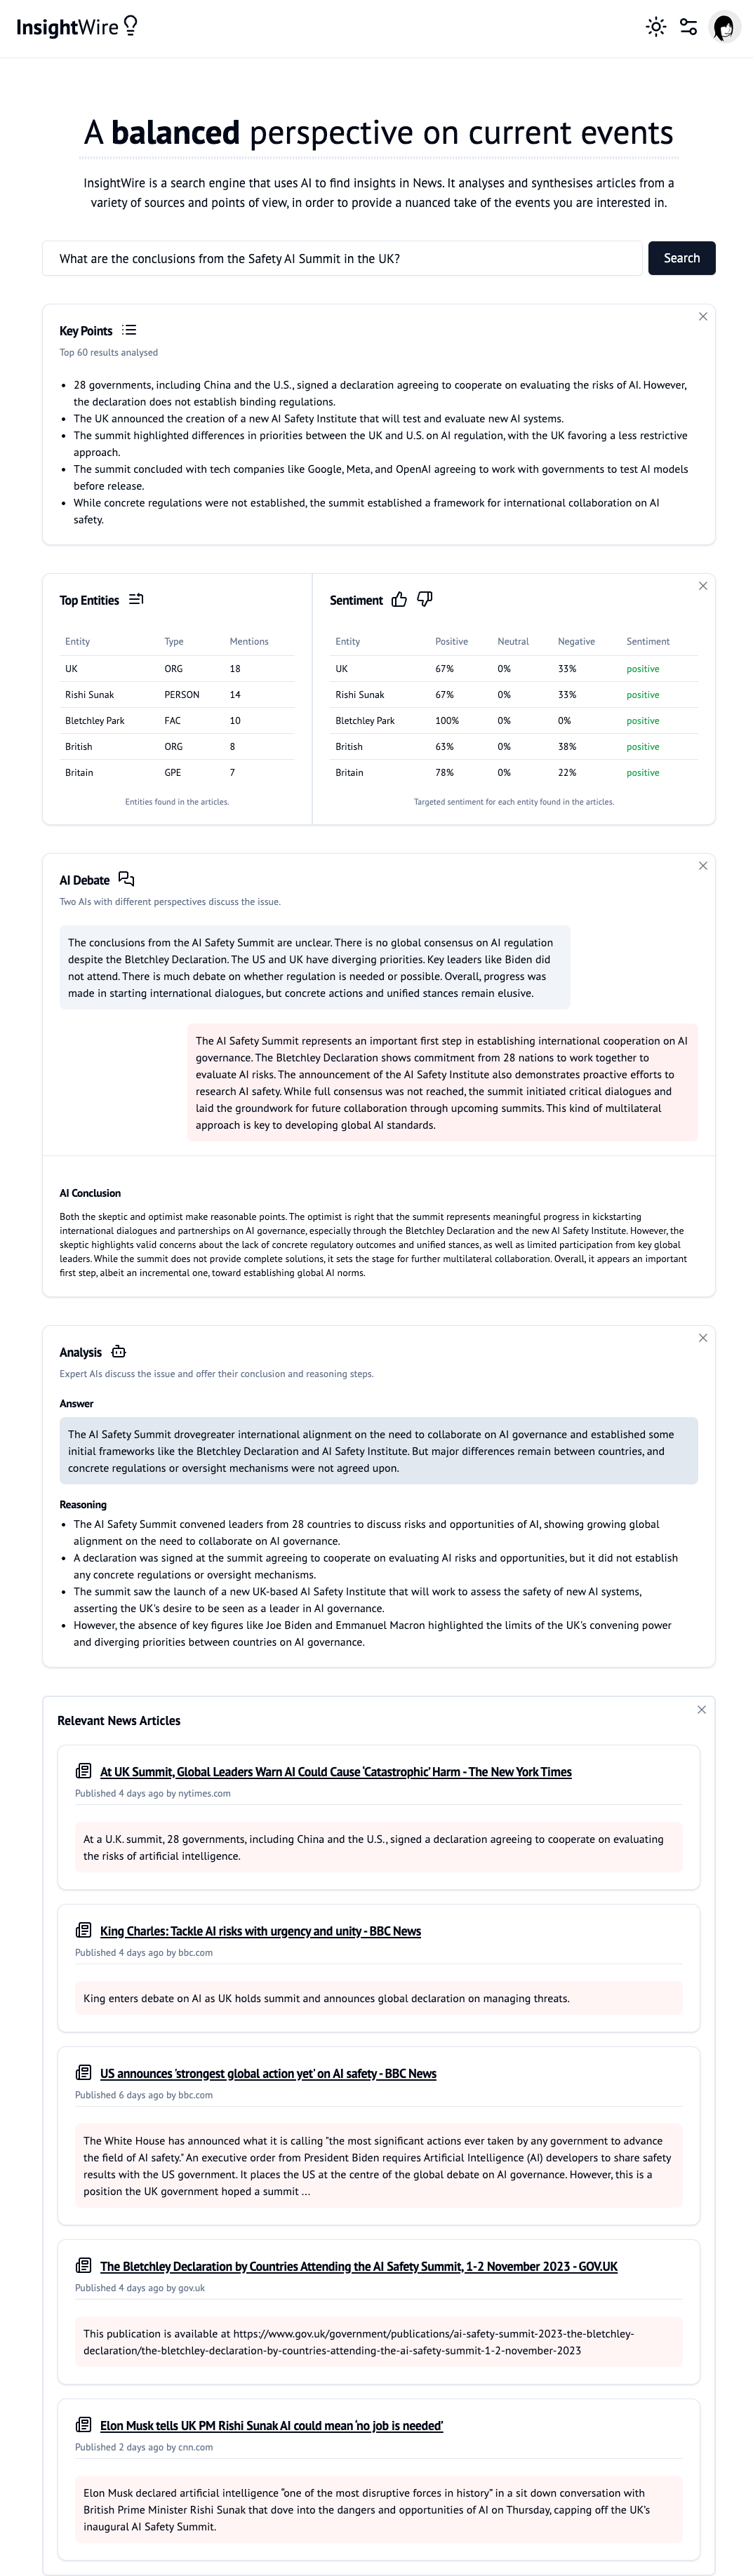 InsightWire
A balanced perspective on current events
InsightWire is a search engine that uses AI to find insights in News. It analyses and synthesises articles from a
variety of sources and points of view, in order to provide a nuanced take of the events you are interested in.
What are the conclusions from the Safety AI Summit in the UK?
Search
Key Points
Top 60 results analysed
• 28 governments, including China and the U.S., signed a declaration agreeing to cooperate on evaluating the risks of AI. However,
the declaration does not establish binding regulations.
• The UK announced the creation of a new AI Safety Institute that will test and evaluate new AI systems.
• The summit highlighted differences in priorities between the UK and U.S. on AI regulation, with the UK favoring a less restrictive
approach.
• The summit concluded with tech companies like Google, Meta, and OpenAI agreeing to work with governments to test AI models
before release.
• While concrete regulations were not established, the summit established a framework for international collaboration on AI
safety.
Top Entities
Entity Type Mentions
UK ORG 18
Rishi Sunak PERSON 14
Bletchley Park FAC 10
British ORG 8
Britain GPE 7
Entities found in the articles.
Sentiment
Entity Positive Neutral Negative Sentiment
UK 67% 0% 33% positive
Rishi Sunak 67% 0% 33% positive
Bletchley Park 100% 0% 0% positive
British 63% 0% 38% positive
Britain 78% 0% 22% positive
Targeted sentiment for each entity found in the articles.
AI Debate
Two AIs with different perspectives discuss the issue.
The conclusions from the AI Safety Summit are unclear. There is no global consensus on AI regulation
despite the Bletchley Declaration. The US and UK have diverging priorities. Key leaders like Biden did
not attend. There is much debate on whether regulation is needed or possible. Overall, progress was
made in starting international dialogues, but concrete actions and unified stances remain elusive.
The AI Safety Summit represents an important first step in establishing international cooperation on AI
governance. The Bletchley Declaration shows commitment from 28 nations to work together to
evaluate AI risks. The announcement of the AI Safety Institute also demonstrates proactive efforts to
research AI safety. While full consensus was not reached, the summit initiated critical dialogues and
laid the groundwork for future collaboration through upcoming summits. This kind of multilateral
approach is key to developing global AI standards.
AI Conclusion
Both the skeptic and optimist make reasonable points. The optimist is right that the summit represents meaningful progress in kickstarting
international dialogues and partnerships on AI governance, especially through the Bletchley Declaration and the new AI Safety Institute. However, the
skeptic highlights valid concerns about the lack of concrete regulatory outcomes and unified stances, as well as limited participation from key global
leaders. While the summit does not provide complete solutions, it sets the stage for further multilateral collaboration. Overall, it appears an important
first step, albeit an incremental one, toward establishing global AI norms.
Analysis
Expert AIs discuss the issue and offer their conclusion and reasoning steps.
Answer
The AI Safety Summit drovegreater international alignment on the need to collaborate on AI governance and established some
initial frameworks like the Bletchley Declaration and AI Safety Institute. But major differences remain between countries, and
concrete regulations or oversight mechanisms were not agreed upon.
Reasoning
• The AI Safety Summit convened leaders from 28 countries to discuss risks and opportunities of AI, showing growing global
alignment on the need to collaborate on AI governance.
• A declaration was signed at the summit agreeing to cooperate on evaluating AI risks and opportunities, but it did not establish
any concrete regulations or oversight mechanisms.
• The summit saw the launch of a new UK-based AI Safety Institute that will work to assess the safety of new AI systems,
asserting the UK's desire to be seen as a leader in AI governance.
• However, the absence of key figures like Joe Biden and Emmanuel Macron highlighted the limits of the UK's convening power
and diverging priorities between countries on AI governance.
Relevant News Articles
At UK Summit, Global Leaders Warn AI Could Cause ‘Catastrophic’ Harm - The New York Times
Published 4 days ago by nytimes.com
At a U.K. summit, 28 governments, including China and the U.S., signed a declaration agreeing to cooperate on evaluating
the risks of artificial intelligence.
King Charles: Tackle AI risks with urgency and unity - BBC News
Published 4 days ago by bbc.com
King enters debate on AI as UK holds summit and announces global declaration on managing threats.
US announces 'strongest global action yet' on AI safety - BBC News
Published 6 days ago by bbc.com
The White House has announced what it is calling "the most significant actions ever taken by any government to advance
the field of AI safety." An executive order from President Biden requires Artificial Intelligence (AI) developers to share safety
results with the US government. It places the US at the centre of the global debate on AI governance. However, this is a
position the UK government hoped a summit ...
The Bletchley Declaration by Countries Attending the AI Safety Summit, 1-2 November 2023 - GOV.UK
Published 4 days ago by gov.uk
This publication is available at https://www.gov.uk/government/publications/ai-safety-summit-2023-the-bletchley-
declaration/the-bletchley-declaration-by-countries-attending-the-ai-safety-summit-1-2-november-2023
Elon Musk tells UK PM Rishi Sunak AI could mean ‘no job is needed’
Published 2 days ago by cnn.com
Elon Musk declared artificial intelligence “one of the most disruptive forces in history” in a sit down conversation with
British Prime Minister Rishi Sunak that dove into the dangers and opportunities of AI on Thursday, capping off the UK’s
inaugural AI Safety Summit.